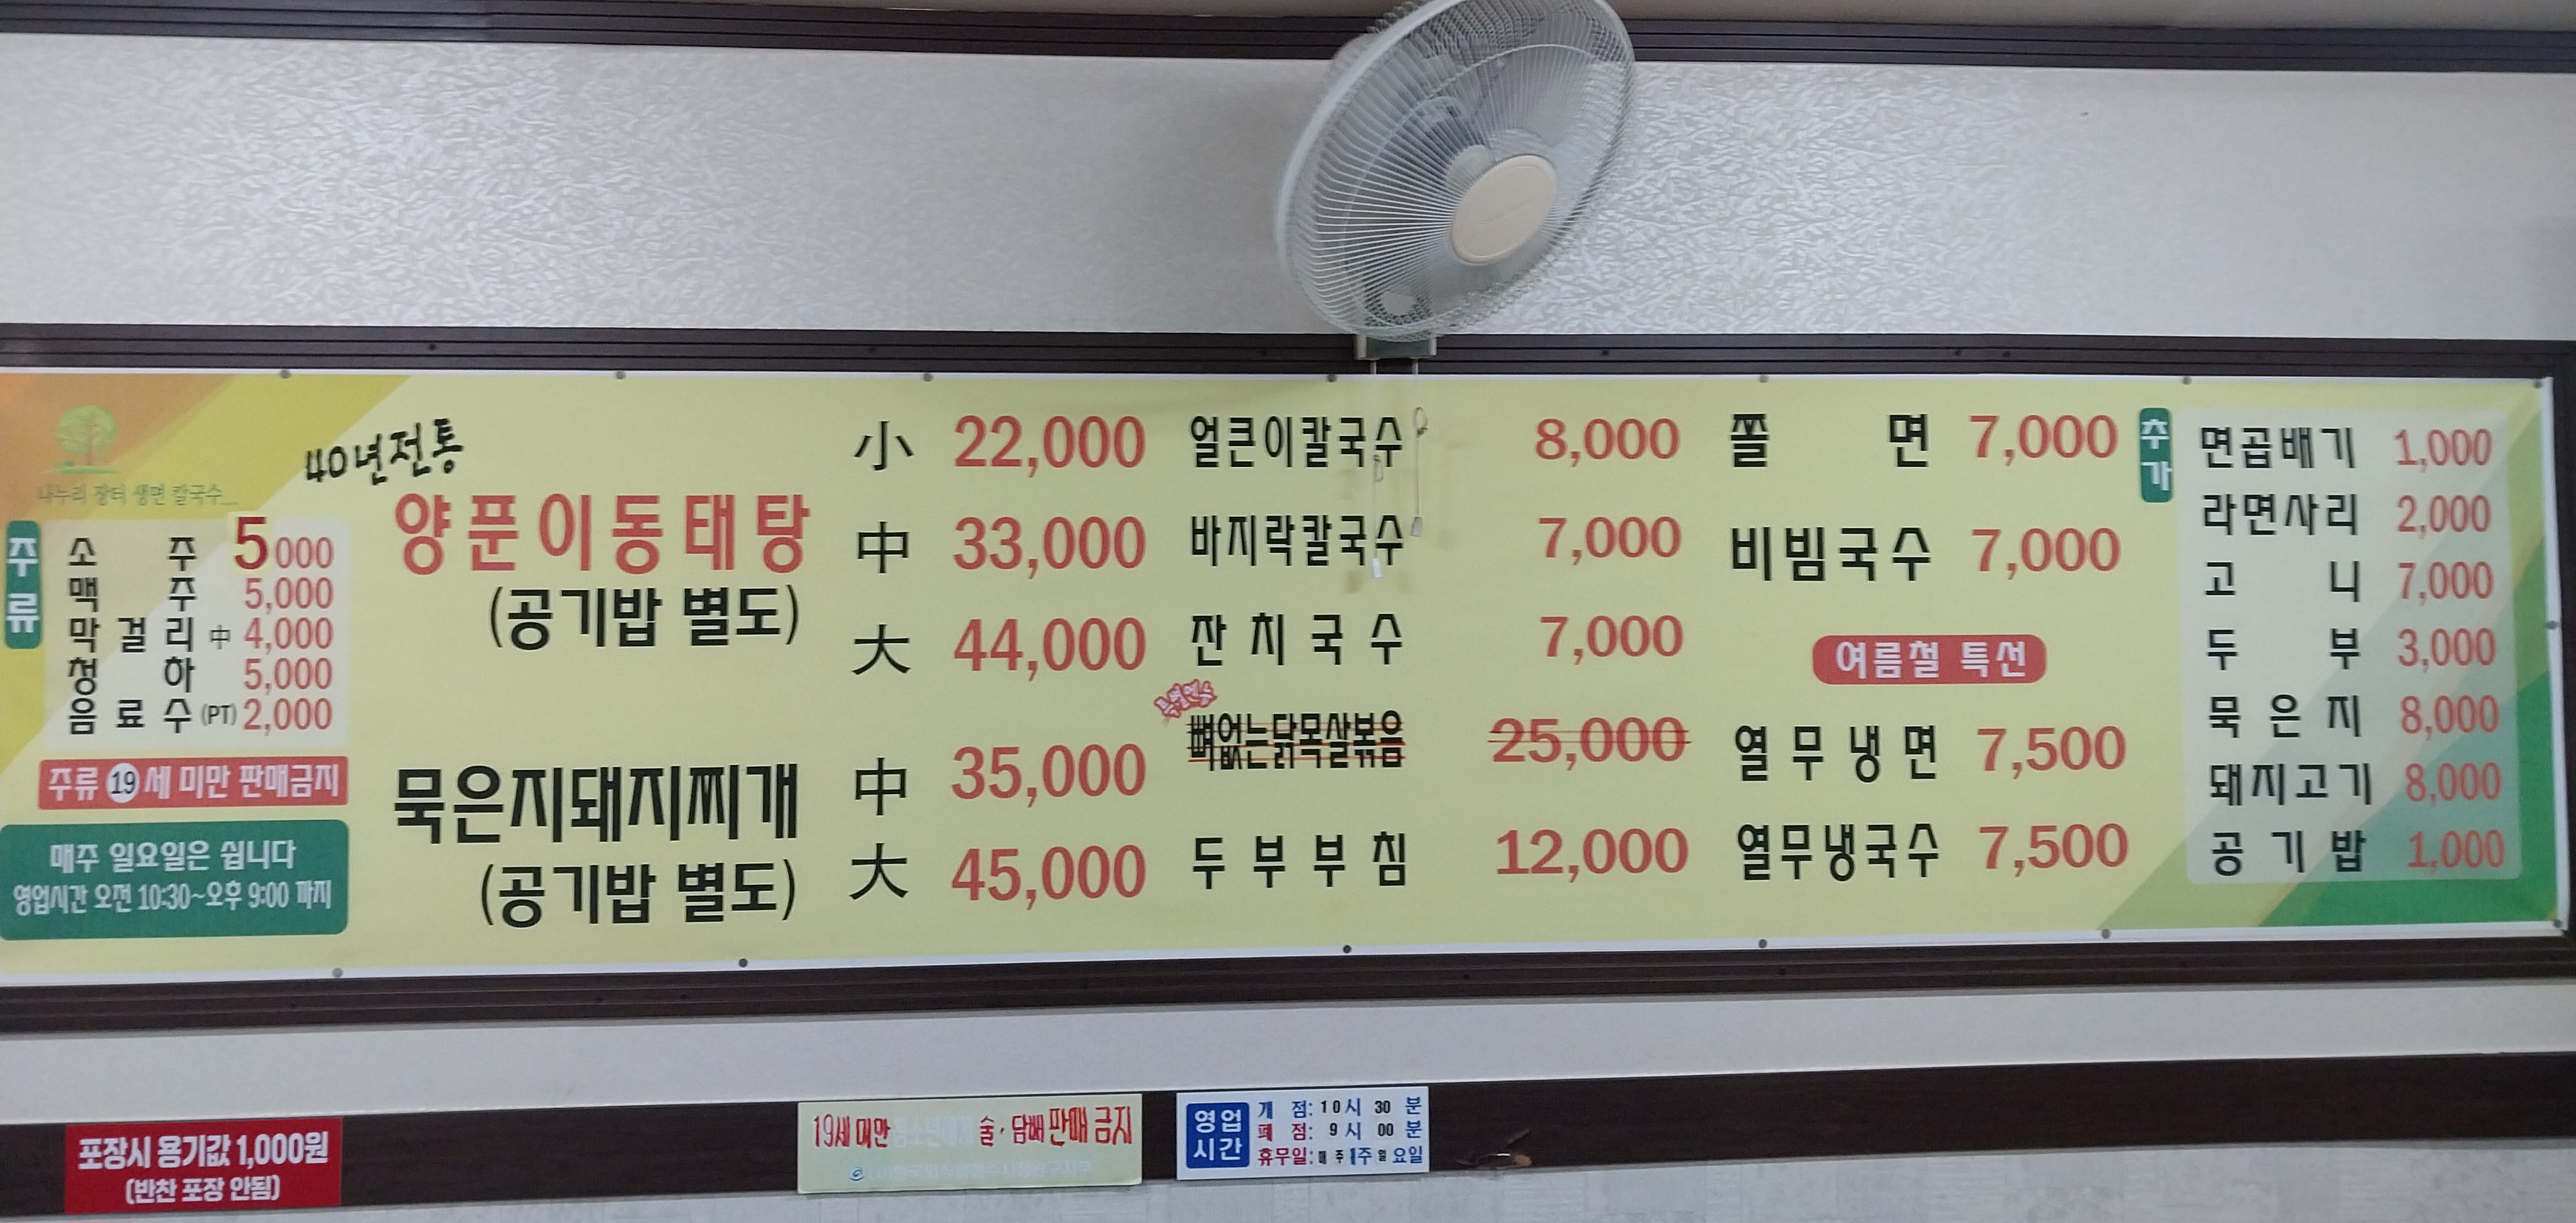 나누리 장터 생면 칼국수...
주류
소주 5000
맥주 5,000
막걸리 中 4,000
청하 5,000
음료수 (PT) 2,000
주류 19세 미만 판매금지
매주 일요일은 쉽니다
영업시간 오전 10:30~오후 9:00 까지
40년전통
양푼이동태탕
(공기밥 별도)
小 22,000
中 33,000
大 44,000
묵은지돼지찌개
(공기밥 별도)
中 35,000
大 45,000
얼큰이칼국수 8,000
바지락칼국수 7,000
잔치국수 7,000
뼈없는닭목살볶음 25,000
두부부침 12,000
쫄면 7,000
비빔국수 7,000
여름철 특선
열무냉면 7,500
열무냉국수 7,500
추가
면곱배기 1,000
라면사리 2,000
고니 7,000
두부 3,000
묵은지 8,000
돼지고기 8,000
공기밥 1,000
포장시 용기값 1,000원
(반찬 포장 안됨)
19세 미만 청소년에게 술·담배 판매 금지
영업시간
개점: 10시 30분
폐점: 9시 00분
휴무일: 매주 일요일